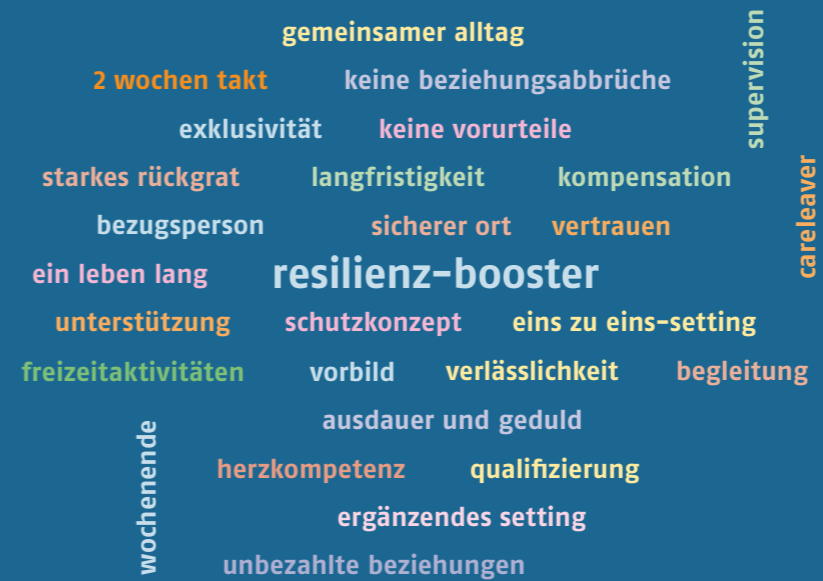 gemeinsamer alltag
supervision
2 wochen takt
keine beziehungsabbrüche
exklusivität
keine vorurteile
starkes rückgrat
langfristigkeit
kompensation
careleaver
bezugsperson
sicherer ort
vertrauen
ein leben lang
resilienz-booster
unterstützung
schutzkonzept
eins zu eins-setting
freizeitaktivitäten
vorbild
verlässlichkeit
begleitung
ausdauer und geduld
wochenende
herzkompetenz
qualifizierung
ergänzendes setting
unbezahlte beziehungen